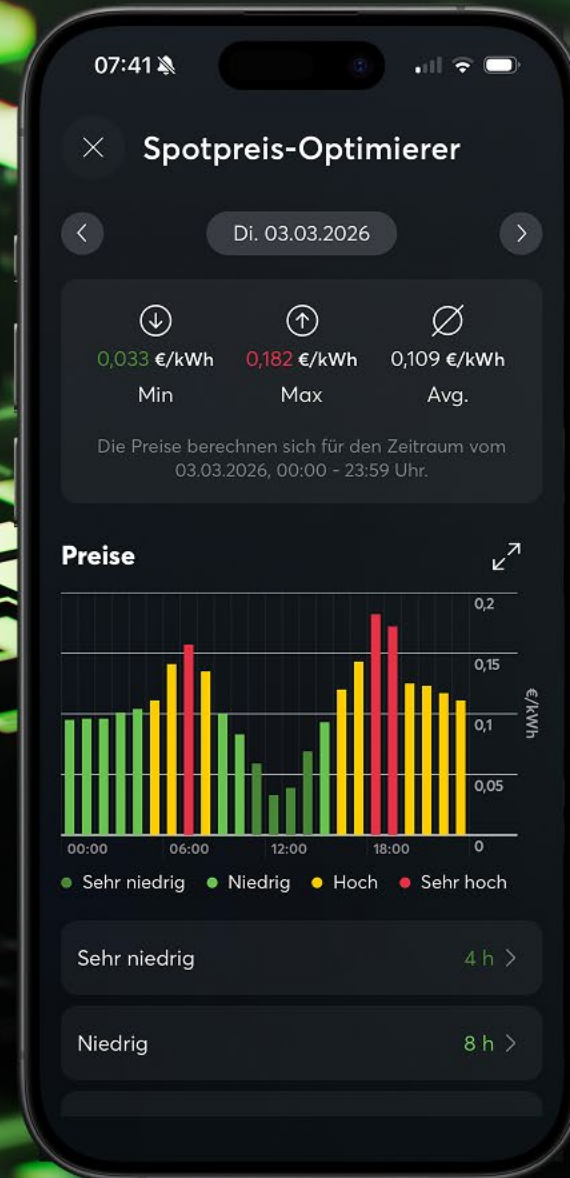 07:41
Spotpreis-Optimierer
Di. 03.03.2026
0,033 €/kWh
0,182 €/kWh
0,109 €/kWh
Min
Max
Avg.
Die Preise berechnen sich für den Zeitraum vom
03.03.2026, 00:00 - 23:59 Uhr.
Preise
0,2
0,15
0,1
0,05
0
€/kWh
00:00
06:00
12:00
18:00
Sehr niedrig
Niedrig
Hoch
Sehr hoch
Sehr niedrig
4 h
Niedrig
8 h